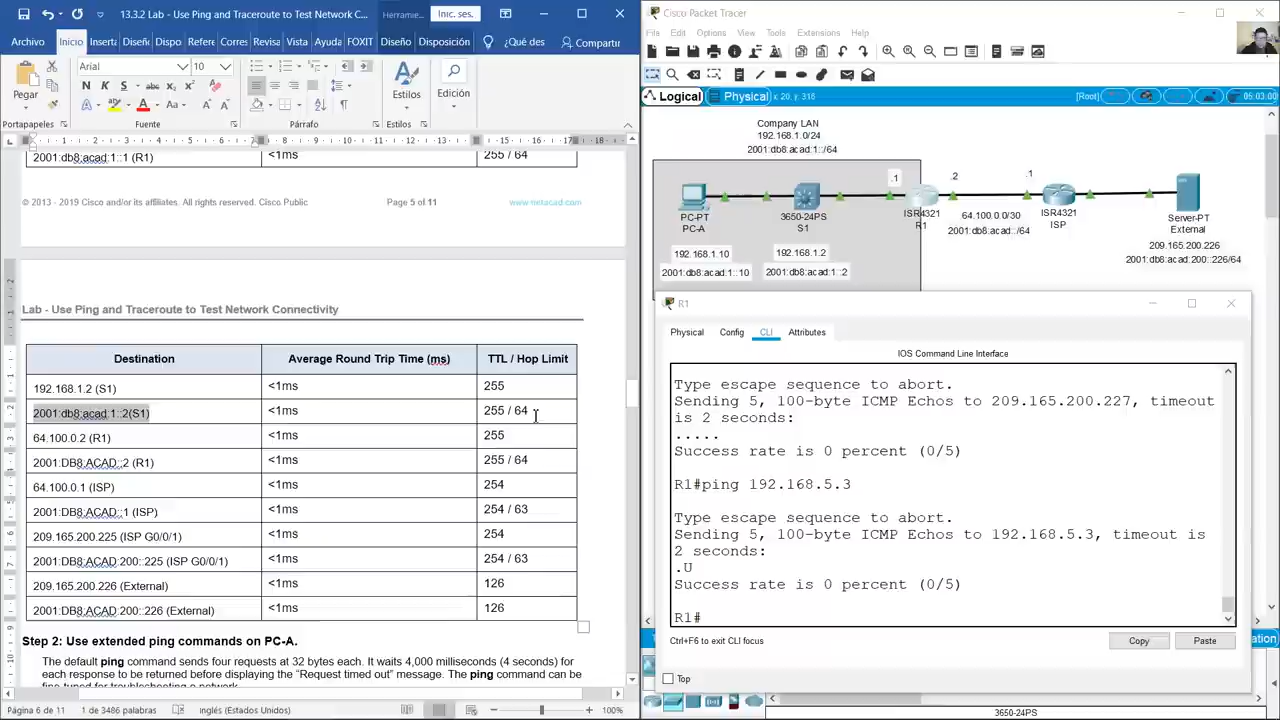 13.3.2 Lab - Use Ping and Traceroute to Test Network C...
Herramie...
Inic. ses.
Inicio
Refer
Revisar
Vista
Ayuda
FOXIT
Diseño
Disposición
¿Qué des
Compartir
Pegar
Arial
10
N K S
Aa
Estilos
Edición
Portapapeles
Fuente
Párrafo
Estilos
2001:db8:acad:1::1 (R1) <1ms 255 / 64
© 2013 - 2019 Cisco and/or its affiliates. All rights reserved. Cisco Public Page 5 of 11 www.netacad.com
Lab - Use Ping and Traceroute to Test Network Connectivity
Destination Average Round Trip Time (ms) TTL / Hop Limit
192.168.1.2 (S1) <1ms 255
2001:db8:acad:1::2(S1) <1ms 255 / 64
64.100.0.2 (R1) <1ms 255
2001:DB8:ACAD::2 (R1) <1ms 255 / 64
64.100.0.1 (ISP) <1ms 254
2001:DB8:ACAD::1 (ISP) <1ms 254 / 63
209.165.200.225 (ISP G0/0/1) <1ms 254
2001:DB8:ACAD:200::225 (ISP G0/0/1) <1ms 254 / 63
209.165.200.226 (External) <1ms 126
2001:DB8:ACAD:200::226 (External) <1ms 126
Step 2: Use extended ping commands on PC-A.
The default ping command sends four requests at 32 bytes each. It waits 4,000 milliseconds (4 seconds) for
each response to be returned before displaying the "Request timed out" message. The ping command can be
Página 6 de 11
1 de 3486 palabras
inglés (Estados Unidos)
100%
Cisco Packet Tracer
File Edit Options View Tools Extensions Help
Logical Physical x: 20, y: 316 [Root] 05:03:00
Company LAN
192.168.1.0/24
2001:db8:acad:1::/64
.1 .2 .1
PC-PT
PC-A
3650-24PS
S1
ISR4321
R1
64.100.0.0/30
2001:db8:acad::/64
ISR4321
ISP
Server-PT
External
209.165.200.226
2001:db8:acad:200::226/64
192.168.1.10
2001:db8:acad:1::10
192.168.1.2
2001:db8:acad:1::2
R1
Physical Config CLI Attributes
IOS Command Line Interface
Type escape sequence to abort.
Sending 5, 100-byte ICMP Echos to 209.165.200.227, timeout
is 2 seconds:
.....
Success rate is 0 percent (0/5)
R1#ping 192.168.5.3
Type escape sequence to abort.
Sending 5, 100-byte ICMP Echos to 192.168.5.3, timeout is
2 seconds:
.U
Success rate is 0 percent (0/5)
R1#
Ctrl+F6 to exit CLI focus
Copy
Paste
Top
3650-24PS